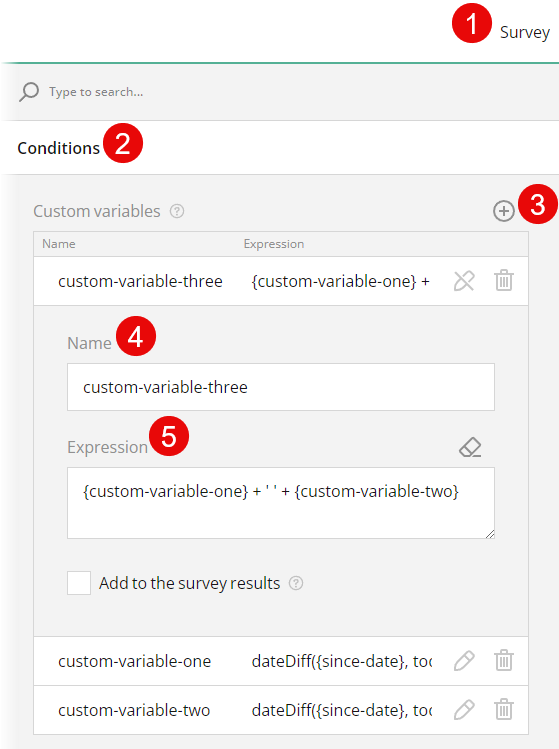 1 Survey
Type to search...
Conditions 2
Custom variables ? 3
Name Expression
custom-variable-three {custom-variable-one} +
Name 4
custom-variable-three
Expression 5
{custom-variable-one} + ' ' + {custom-variable-two}
Add to the survey results ?
custom-variable-one dateDiff({since-date}, too
custom-variable-two dateDiff({since-date}, too